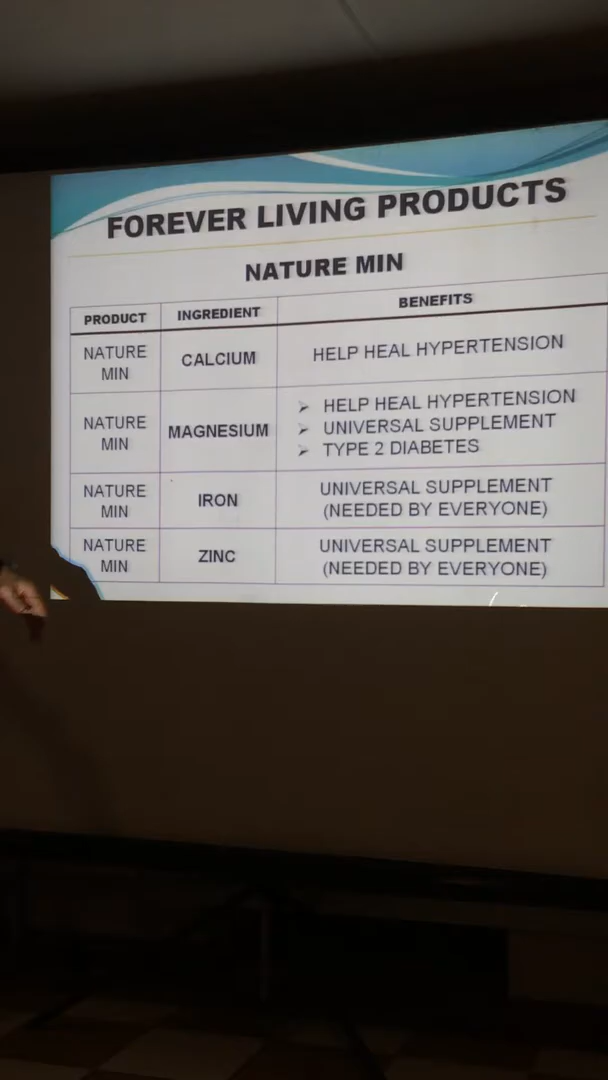 FOREVER LIVING PRODUCTS
NATURE MIN
PRODUCT INGREDIENT BENEFITS
NATURE MIN
CALCIUM
HELP HEAL HYPERTENSION
NATURE MIN
MAGNESIUM
➢ HELP HEAL HYPERTENSION
➢ UNIVERSAL SUPPLEMENT
➢ TYPE 2 DIABETES
NATURE MIN
IRON
UNIVERSAL SUPPLEMENT
(NEEDED BY EVERYONE)
NATURE MIN
ZINC
UNIVERSAL SUPPLEMENT
(NEEDED BY EVERYONE)